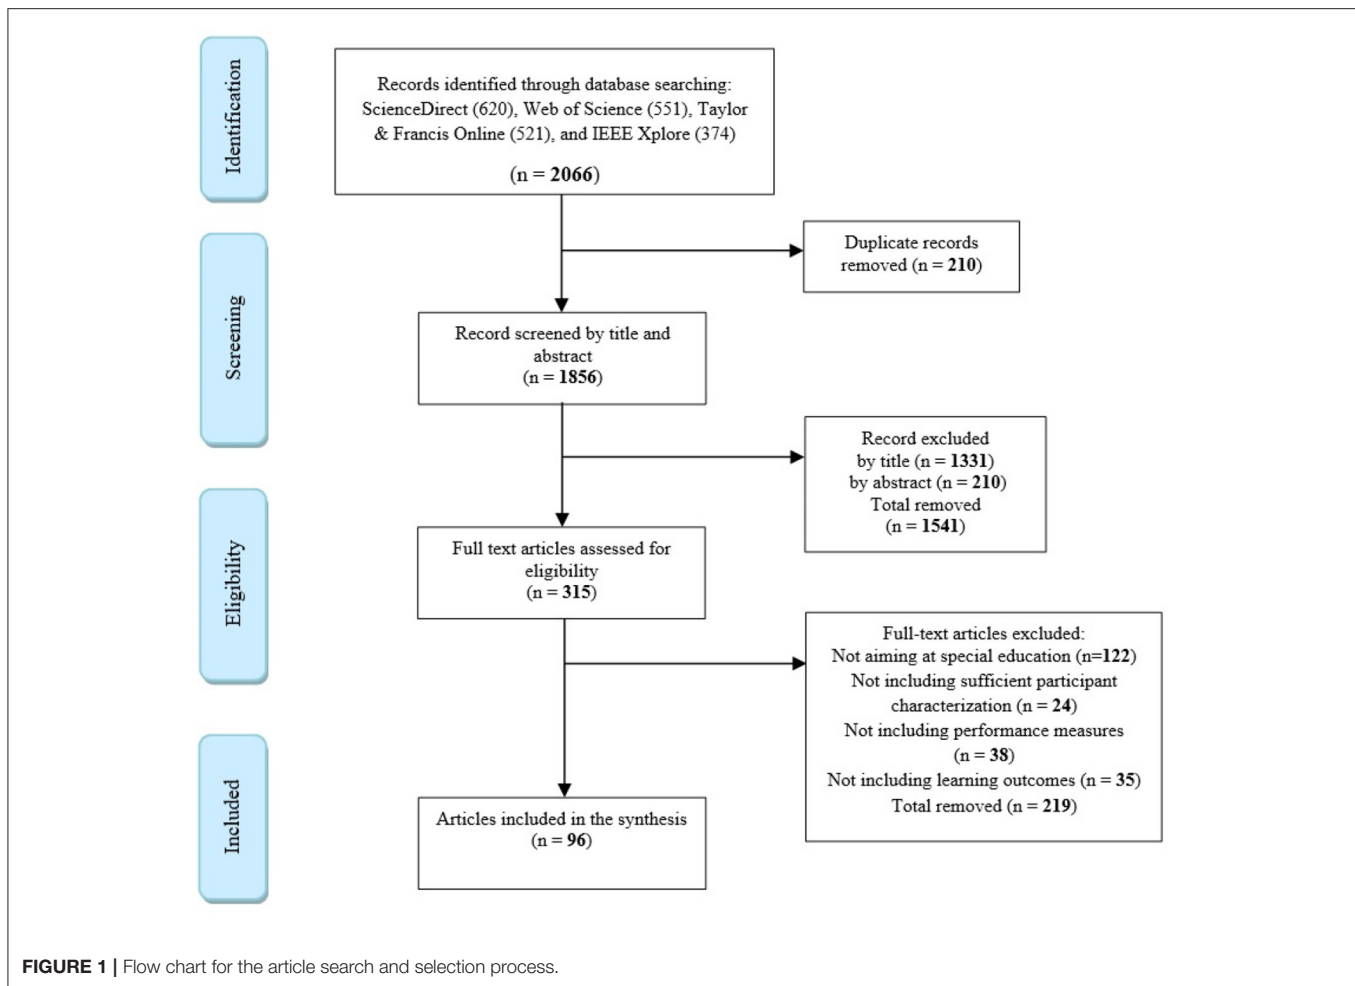 Identification
Records identified through database searching:
ScienceDirect (620), Web of Science (551), Taylor
& Francis Online (521), and IEEE Xplore (374)
(n = 2066)
Duplicate records
removed (n = 210)
Screening
Record screened by title and
abstract
(n = 1856)
Record excluded
by title (n = 1331)
by abstract (n = 210)
Total removed
(n = 1541)
Eligibility
Full text articles assessed for
eligibility
(n = 315)
Full-text articles excluded:
Not aiming at special education (n=122)
Not including sufficient participant
characterization (n = 24)
Not including performance measures
(n = 38)
Not including learning outcomes (n = 35)
Total removed (n = 219)
Included
Articles included in the synthesis
(n = 96)
FIGURE 1 | Flow chart for the article search and selection process.